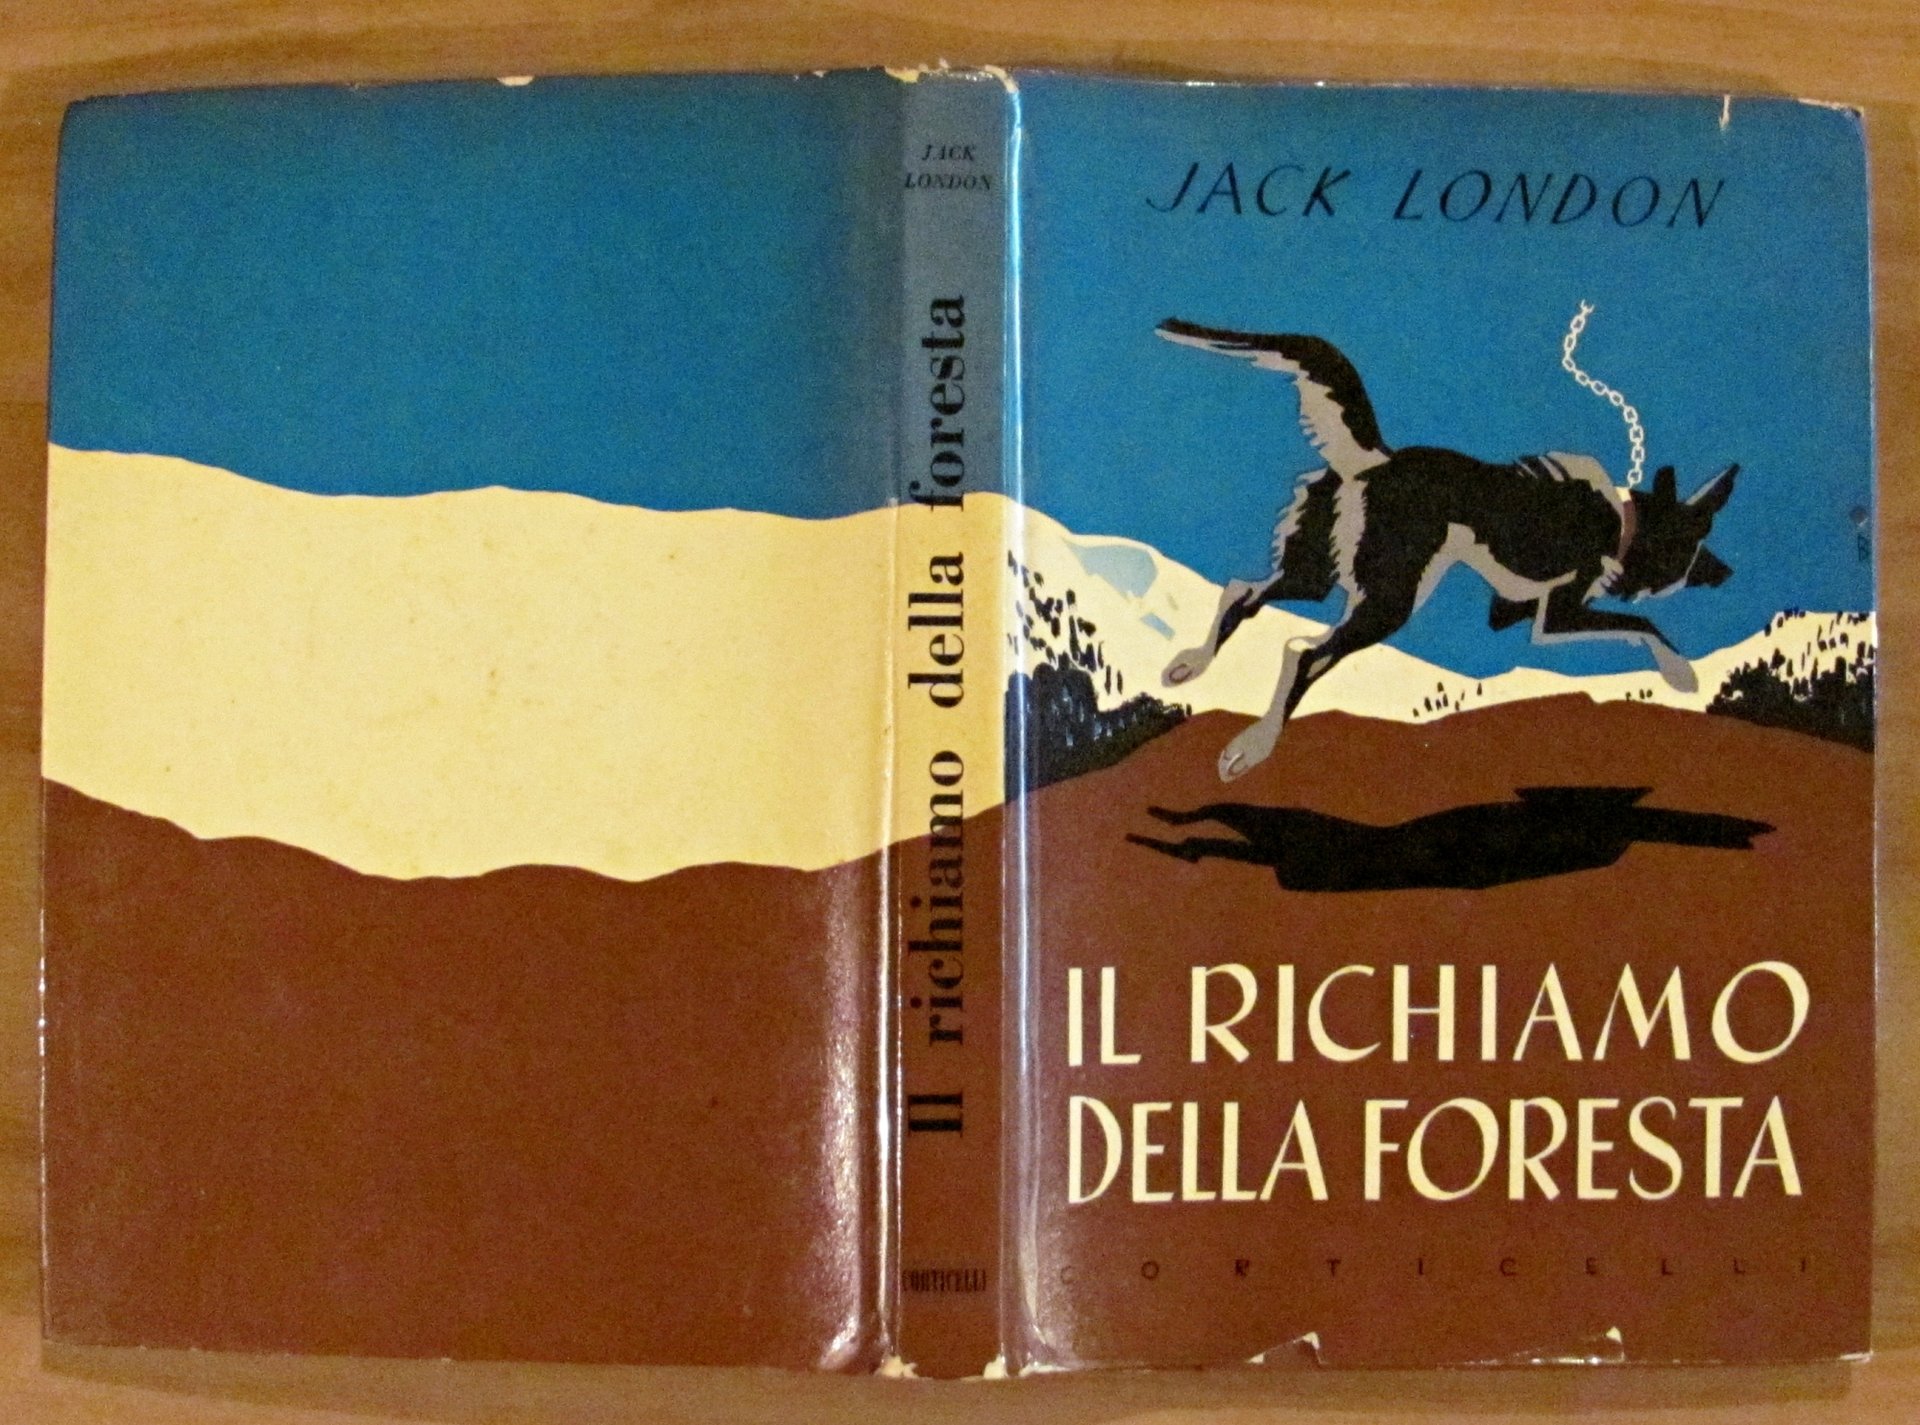 JACK
LONDON
Il richiamo della foresta
CORTICELLI
JACK LONDON
IL RICHIAMO
DELLA FORESTA
CORTICELLI